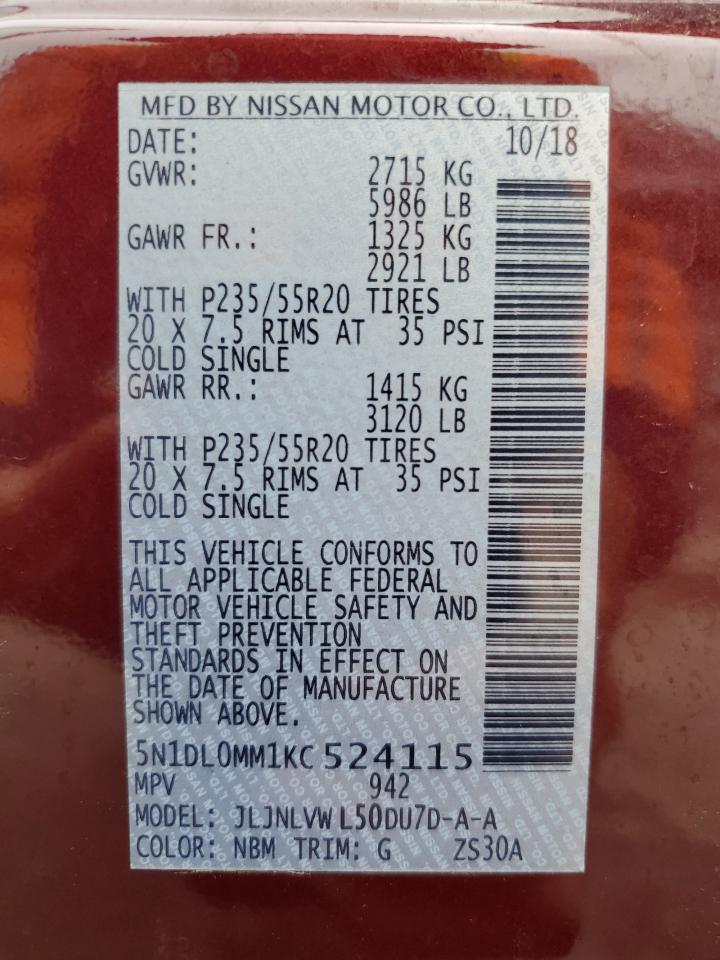 MFD BY NISSAN MOTOR CO., LTD.
DATE: 10/18
GVWR: 2715 KG
5986 LB
GAWR FR.: 1325 KG
2921 LB
WITH P235/55R20 TIRES
20 X 7.5 RIMS AT 35 PSI
COLD SINGLE
GAWR RR.: 1415 KG
3120 LB
WITH P235/55R20 TIRES
20 X 7.5 RIMS AT 35 PSI
COLD SINGLE
THIS VEHICLE CONFORMS TO
ALL APPLICABLE FEDERAL
MOTOR VEHICLE SAFETY AND
THEFT PREVENTION
STANDARDS IN EFFECT ON
THE DATE OF MANUFACTURE
SHOWN ABOVE.
5N1DL0MM1KC524115
MPV 942
MODEL: JLJNLVWL50DU7D-A-A
COLOR: NBM TRIM: G ZS30A